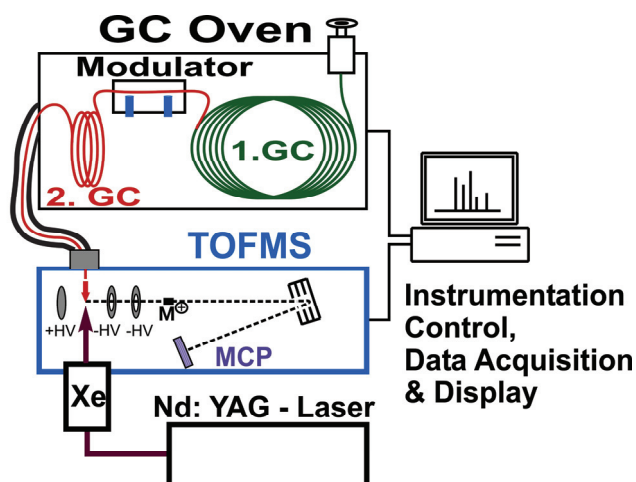 GC Oven
Modulator
1.GC
2. GC
TOFMS
+HV
-HV
-HV
M⊕
MCP
Instrumentation
Control,
Data Acquisition
& Display
Xe
Nd: YAG - Laser